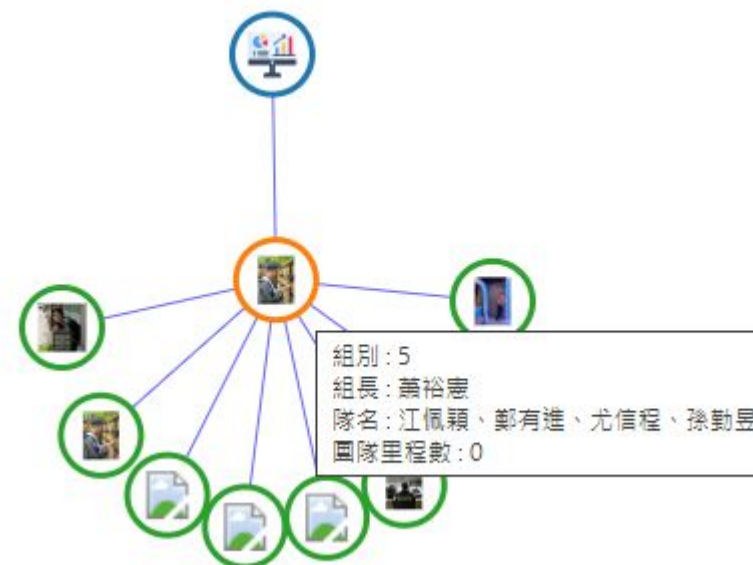 組別 : 5
組長 : 蕭裕憲
隊名 : 江佩穎、鄭有進、尤信程、孫勤昱
團隊里程數 : 0